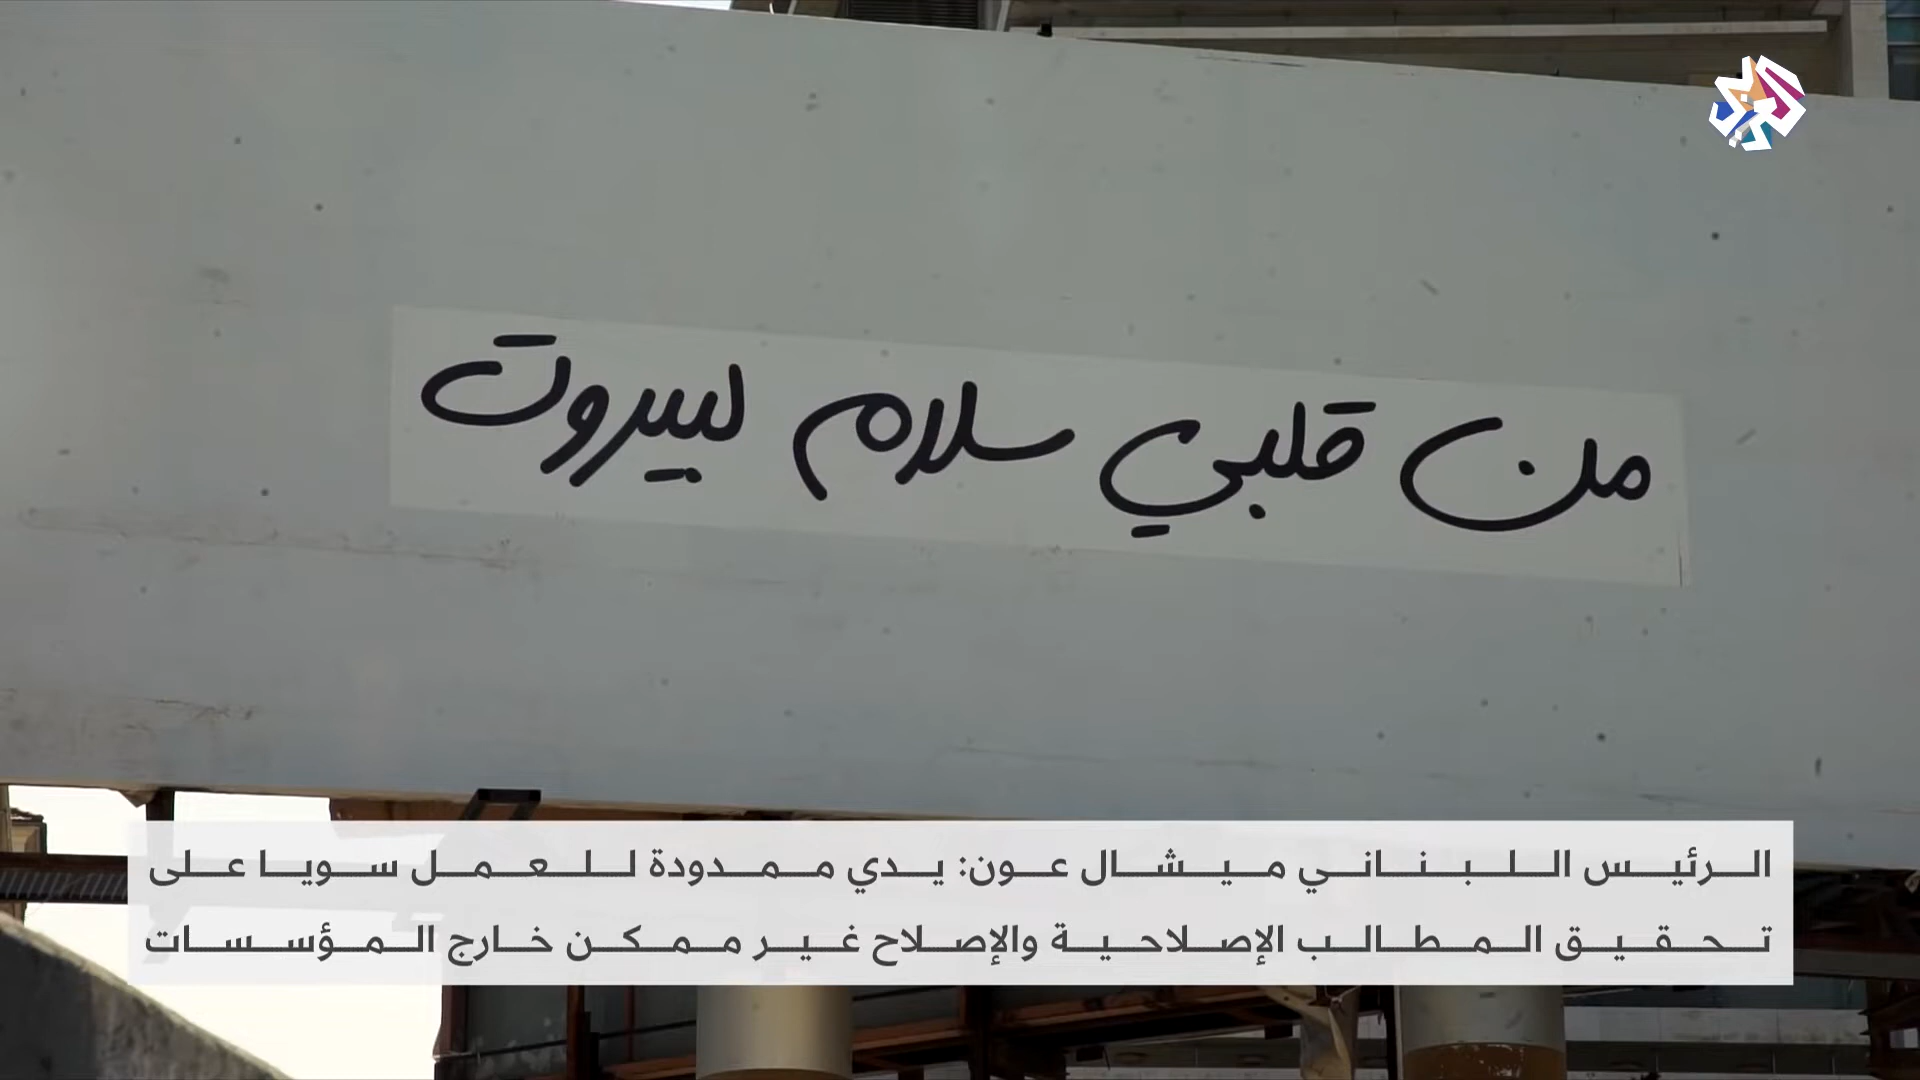 العربي
من قلبي سلام لبيروت
الرئيس اللبناني ميشال عون: يدي ممدودة للعمل سويا على
تحقيق المطالب الإصلاحية والإصلاح غير ممكن خارج المؤسسات